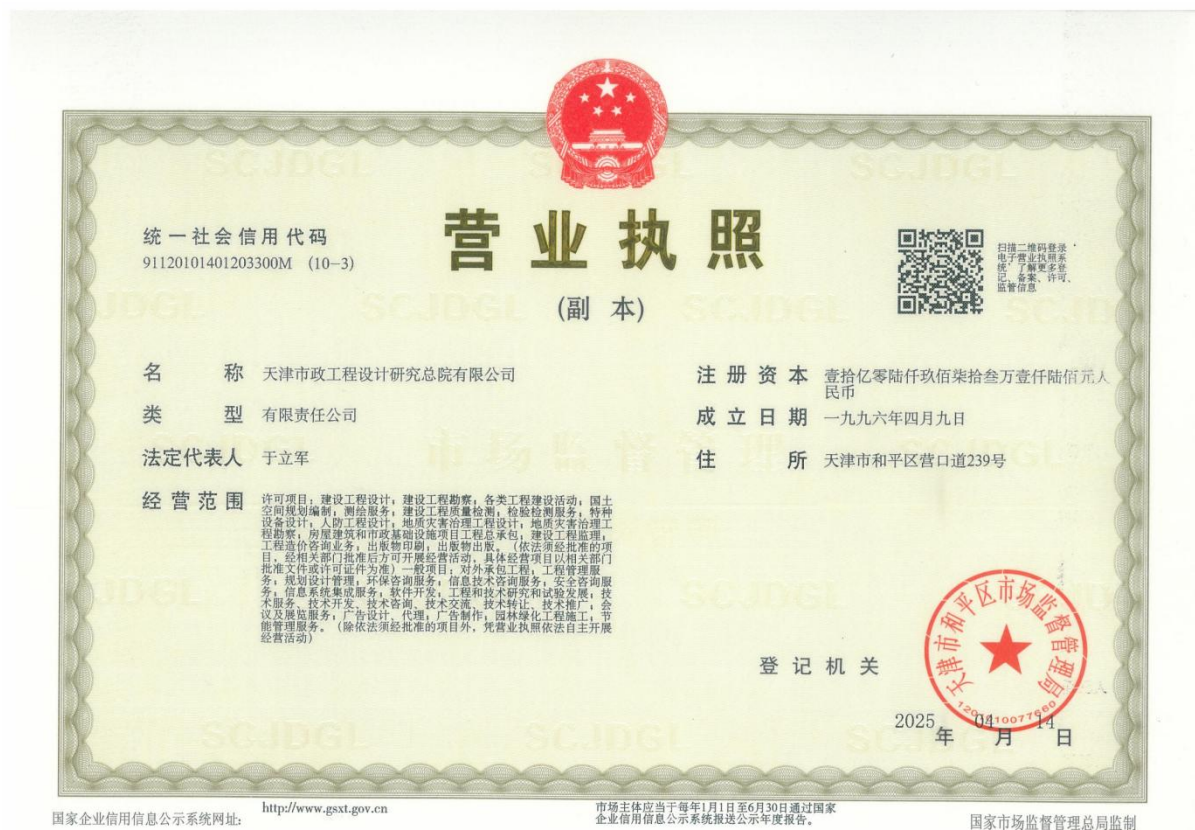 营业执照
(副 本)
统一社会信用代码
91120101401203300M (10-3)
扫描二维码登录
电子营业执照系
统,了解更多登
记、备案、许可、
监管信息
名 称 天津市政工程设计研究总院有限公司
类 型 有限责任公司
法定代表人 于立军
经营范围 许可项目:建设工程设计;建设工程勘察;各类工程建设活动;国土
空间规划编制;测绘服务;建设工程质量检测;检验检测服务;特种
设备设计;人防工程设计;地质灾害治理工程设计;地质灾害治理工
程勘察;房屋建筑和市政基础设施项目工程总承包;建设工程监理;
工程造价咨询业务;出版物印刷;出版物出版。(依法须经批准的项
目,经相关部门批准后方可开展经营活动,具体经营项目以相关部门
批准文件或许可证件为准)一般项目:对外承包工程;工程管理服
务;规划设计管理;环保咨询服务;信息技术咨询服务;安全咨询服
务;信息系统集成服务;软件开发;工程和技术研究和试验发展;技
术服务、技术开发、技术咨询、技术交流、技术转让、技术推广;会
议及展览服务;广告设计、代理;广告制作;园林绿化工程施工;节
能管理服务。(除依法须经批准的项目外,凭营业执照依法自主开展
经营活动)
注册资本 壹拾亿零陆仟玖佰柒拾叁万壹仟陆佰元人
民币
成立日期 一九九六年四月九日
住 所 天津市和平区营口道239号
登记机关
天津市和平区市场监督管理局
2025年04月14日
国家企业信用信息公示系统网址:
http://www.gsxt.gov.cn
市场主体应当于每年1月1日至6月30日通过国家
企业信用信息公示系统报送公示年度报告。
国家市场监督管理总局监制
SCJDGL
市场监督管理